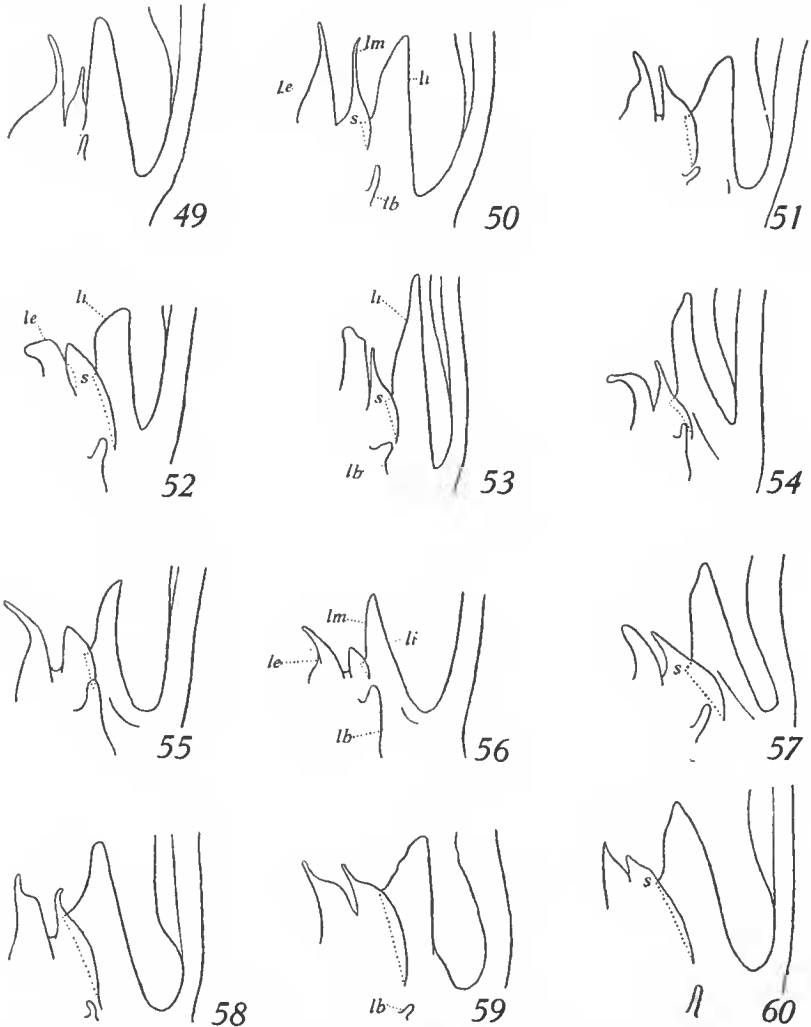 le lm li
s
lb
49 50 51
le li li
s s
lb
52 53 54
lm li
le s
lb
55 56 57
s
lb
58 59 60